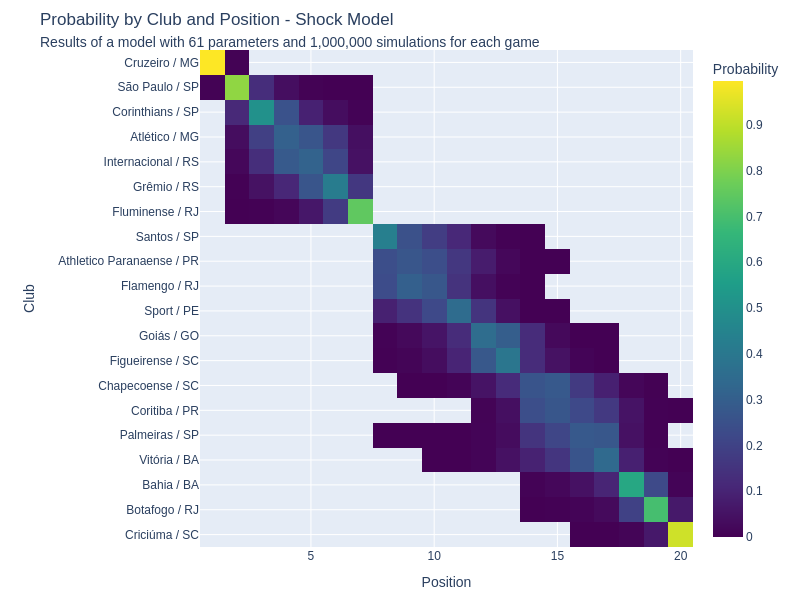 Probability by Club and Position - Shock Model
Results of a model with 61 parameters and 1,000,000 simulations for each game
Cruzeiro / MG
São Paulo / SP
Corinthians / SP
Atlético / MG
Internacional / RS
Grêmio / RS
Fluminense / RJ
Santos / SP
Athletico Paranaense / PR
Flamengo / RJ
Sport / PE
Goiás / GO
Figueirense / SC
Chapecoense / SC
Coritiba / PR
Palmeiras / SP
Vitória / BA
Bahia / BA
Botafogo / RJ
Criciúma / SC
Club
5
10
15
20
Position
Probability
0.9
0.8
0.7
0.6
0.5
0.4
0.3
0.2
0.1
0